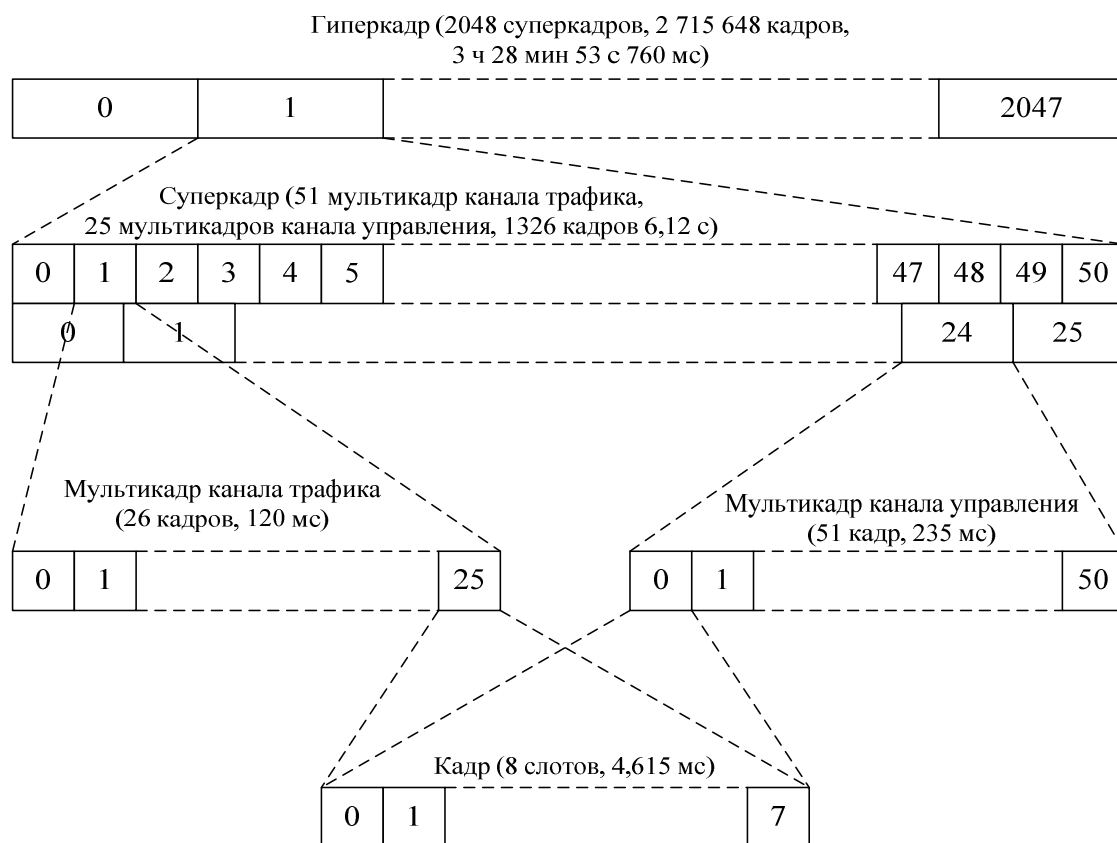 Гиперкадр (2048 суперкадров, 2 715 648 кадров,
3 ч 28 мин 53 с 760 мс)
0 1 2047
Суперкадр (51 мультикадр канала трафика,
25 мультикадров канала управления, 1326 кадров 6,12 с)
0 1 2 3 4 5 47 48 49 50
0 1 24 25
Мультикадр канала трафика
(26 кадров, 120 мс)
Мультикадр канала управления
(51 кадр, 235 мс)
0 1 25 0 1 50
Кадр (8 слотов, 4,615 мс)
0 1 7